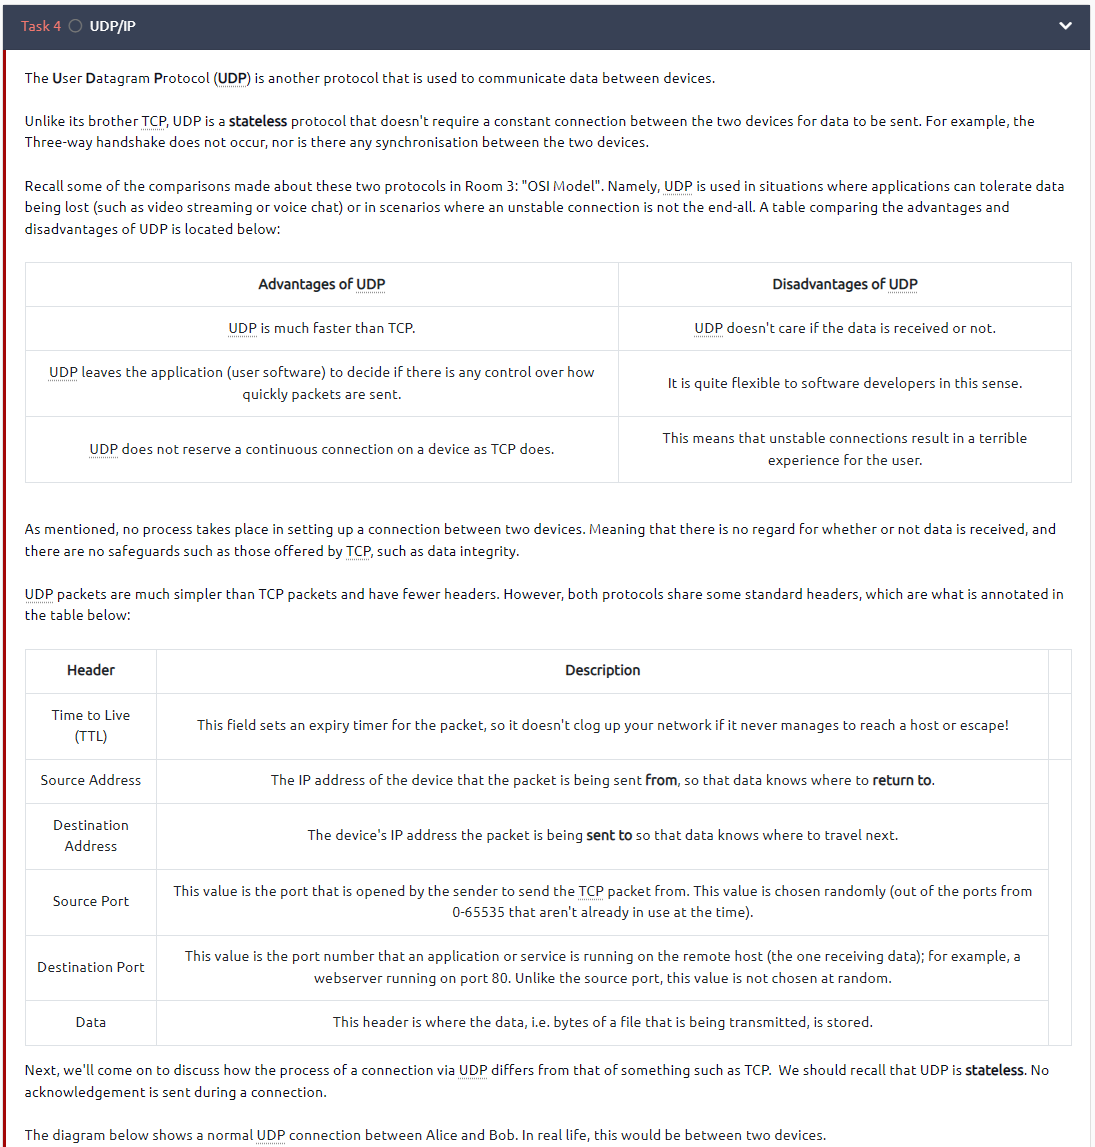 Task 4 UDP/IP
The User Datagram Protocol (UDP) is another protocol that is used to communicate data between devices.
Unlike its brother TCP, UDP is a stateless protocol that doesn't require a constant connection between the two devices for data to be sent. For example, the
Three-way handshake does not occur, nor is there any synchronisation between the two devices.
Recall some of the comparisons made about these two protocols in Room 3: "OSI Model". Namely, UDP is used in situations where applications can tolerate data
being lost (such as video streaming or voice chat) or in scenarios where an unstable connection is not the end-all. A table comparing the advantages and
disadvantages of UDP is located below:
Advantages of UDP
Disadvantages of UDP
UDP is much faster than TCP.
UDP doesn't care if the data is received or not.
UDP leaves the application (user software) to decide if there is any control over how
quickly packets are sent.
It is quite flexible to software developers in this sense.
UDP does not reserve a continuous connection on a device as TCP does.
This means that unstable connections result in a terrible
experience for the user.
As mentioned, no process takes place in setting up a connection between two devices. Meaning that there is no regard for whether or not data is received, and
there are no safeguards such as those offered by TCP, such as data integrity.
UDP packets are much simpler than TCP packets and have fewer headers. However, both protocols share some standard headers, which are what is annotated in
the table below:
Header
Description
Time to Live
(TTL)
This field sets an expiry timer for the packet, so it doesn't clog up your network if it never manages to reach a host or escape!
Source Address
The IP address of the device that the packet is being sent from, so that data knows where to return to.
Destination
Address
The device's IP address the packet is being sent to so that data knows where to travel next.
Source Port
This value is the port that is opened by the sender to send the TCP packet from. This value is chosen randomly (out of the ports from
0-65535 that aren't already in use at the time).
Destination Port
This value is the port number that an application or service is running on the remote host (the one receiving data); for example, a
webserver running on port 80. Unlike the source port, this value is not chosen at random.
Data
This header is where the data, i.e. bytes of a file that is being transmitted, is stored.
Next, we'll come on to discuss how the process of a connection via UDP differs from that of something such as TCP. We should recall that UDP is stateless. No
acknowledgement is sent during a connection.
The diagram below shows a normal UDP connection between Alice and Bob. In real life, this would be between two devices.